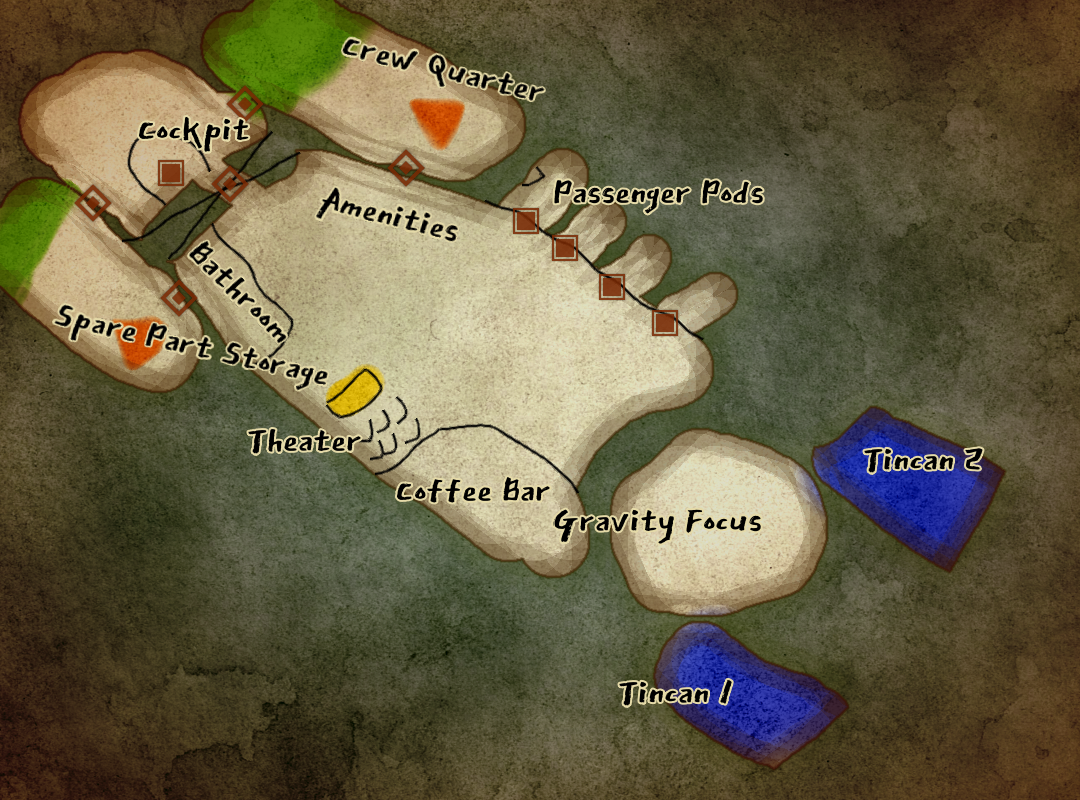 Crew Quarter
Cockpit
Passenger Pods
Amenities
Bathroom
Spare Part Storage
Theater
Coffee Bar
Gravity Focus
Tincan 2
Tincan 1